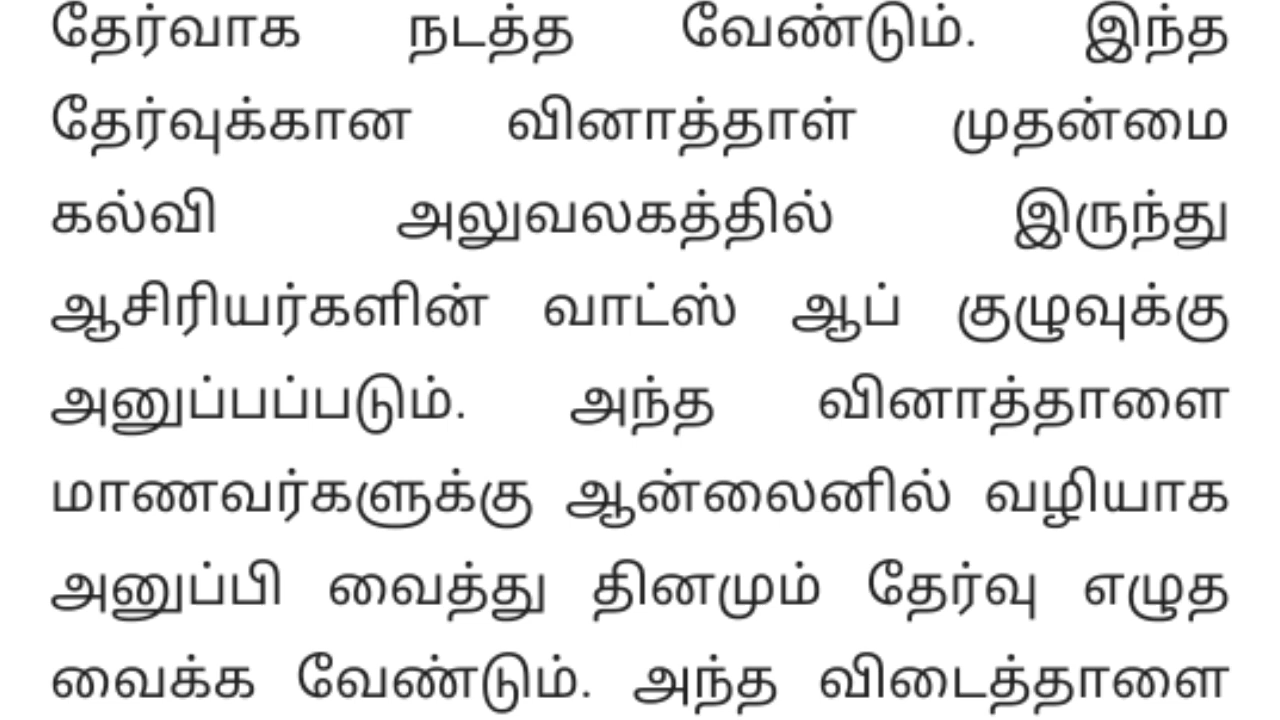 தேர்வாக நடத்த வேண்டும். இந்த
தேர்வுக்கான வினாத்தாள் முதன்மை
கல்வி அலுவலகத்தில் இருந்து
ஆசிரியர்களின் வாட்ஸ் ஆப் குழுவுக்கு
அனுப்பப்படும். அந்த வினாத்தாளை
மாணவர்களுக்கு ஆன்லைனில் வழியாக
அனுப்பி வைத்து தினமும் தேர்வு எழுத
வைக்க வேண்டும். அந்த விடைத்தாளை